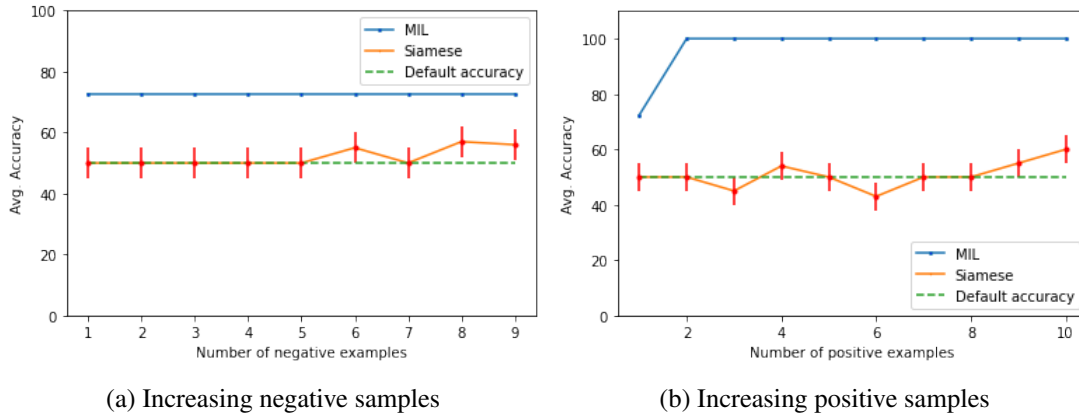 100
80
60
40
20
0
Avg. Accuracy
MIL
Siamese
Default accuracy
1 2 3 4 5 6 7 8 9
Number of negative examples
(a) Increasing negative samples
100
80
60
40
20
0
Avg. Accuracy
MIL
Siamese
Default accuracy
2 4 6 8 10
Number of positive examples
(b) Increasing positive samples